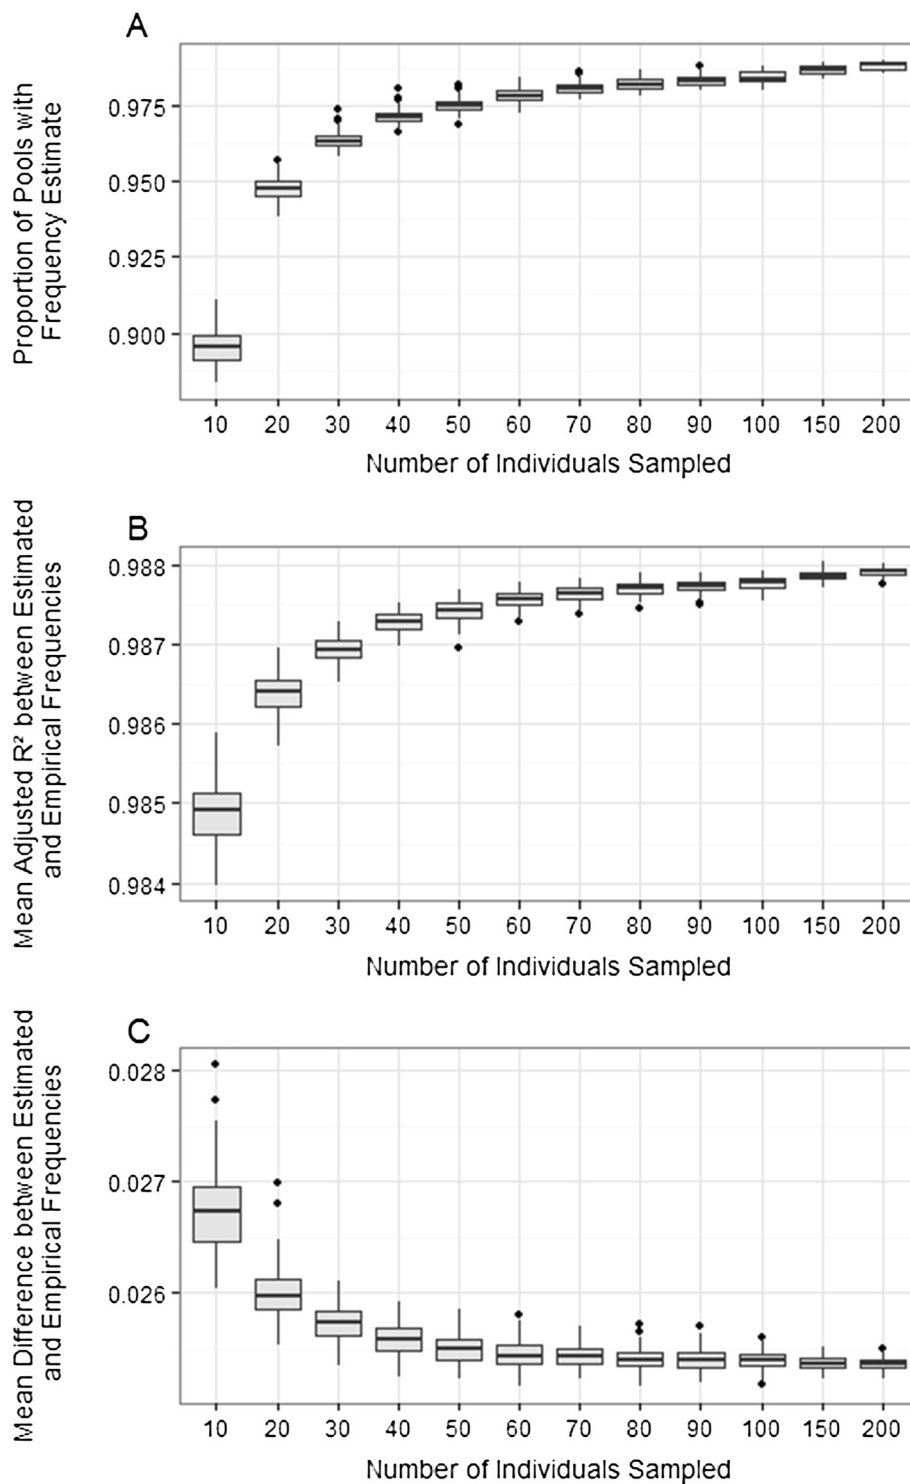 A
Proportion of Pools with
Frequency Estimate
0.975
0.950
0.925
0.900
10 20 30 40 50 60 70 80 90 100 150 200
Number of Individuals Sampled
B
Mean Adjusted R² between Estimated
and Empirical Frequencies
0.988
0.987
0.986
0.985
0.984
10 20 30 40 50 60 70 80 90 100 150 200
Number of Individuals Sampled
C
Mean Difference between Estimated
and Empirical Frequencies
0.028
0.027
0.026
10 20 30 40 50 60 70 80 90 100 150 200
Number of Individuals Sampled